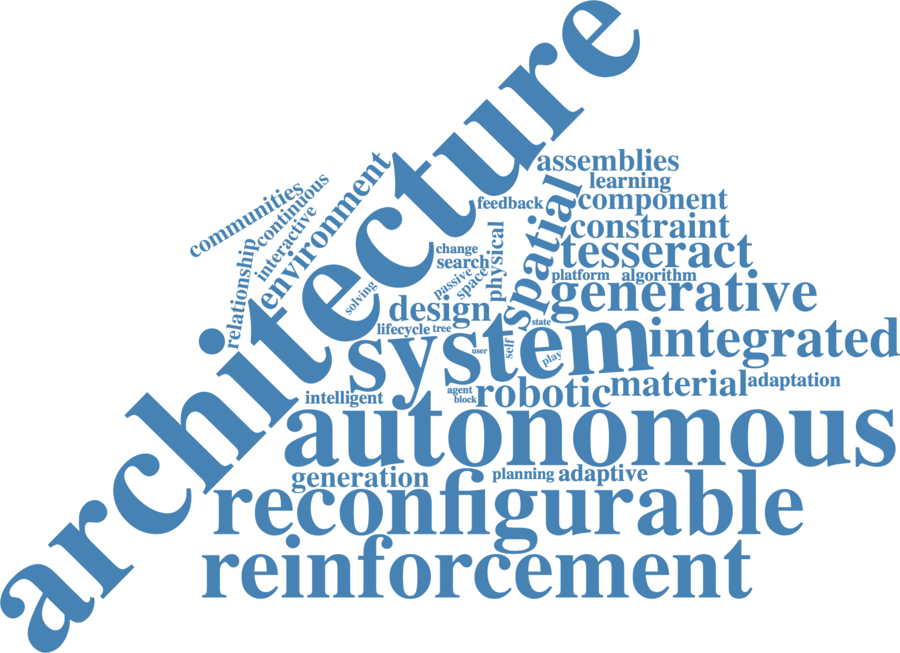 architecture
assemblies
learning
communities
continuous
interactive
environment
relationship
feedback
component
spatial
constraint
physical
change
search
tesseract
passive
space
platform
algorithm
solving
design
generative
lifecycle
tree
state
system
user
self
play
integrated
intelligent
agent
block
robotic
material
adaptation
autonomous
generation
planning
adaptive
reconfigurable
reinforcement